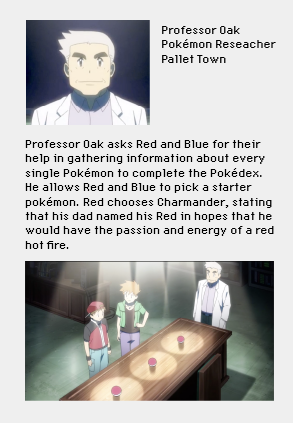 Professor Oak
Pokémon Reseacher
Pallet Town
Professor Oak asks Red and Blue for their
help in gathering information about every
single Pokémon to complete the Pokédex.
He allows Red and Blue to pick a starter
pokémon. Red chooses Charmander, stating
that his dad named his Red in hopes that he
would have the passion and energy of a red
hot fire.